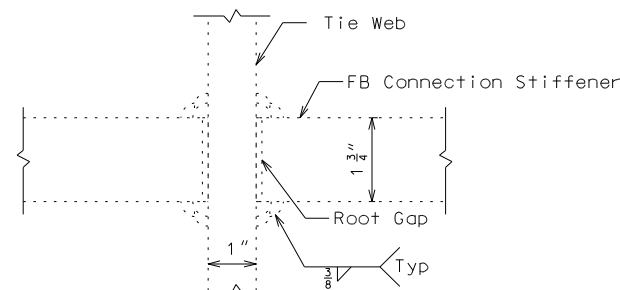 Tie Web
FB Connection Stiffener
1 3/4"
Root Gap
1"
3/8
Typ